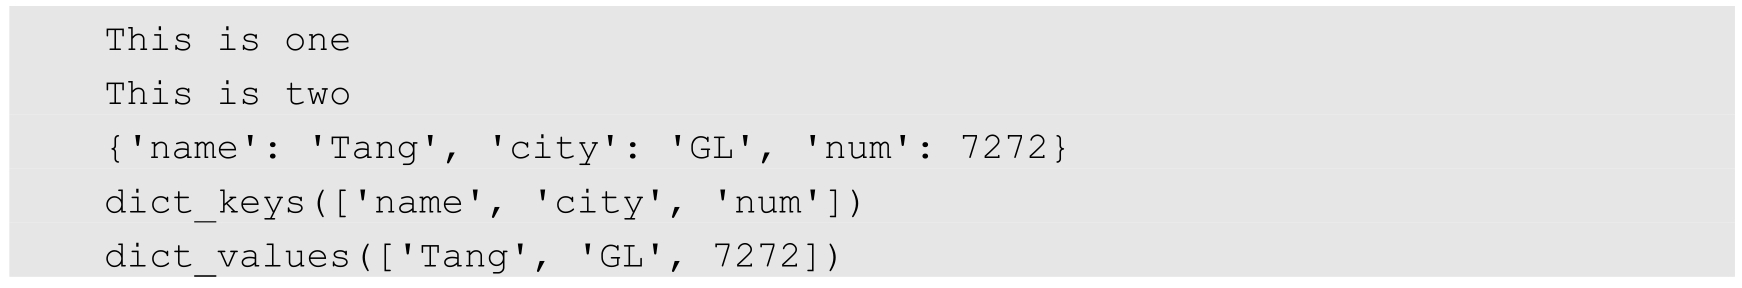 This is one
This is two
{'name': 'Tang', 'city': 'GL', 'num': 7272}
dict_keys(['name', 'city', 'num'])
dict_values(['Tang', 'GL', 7272])